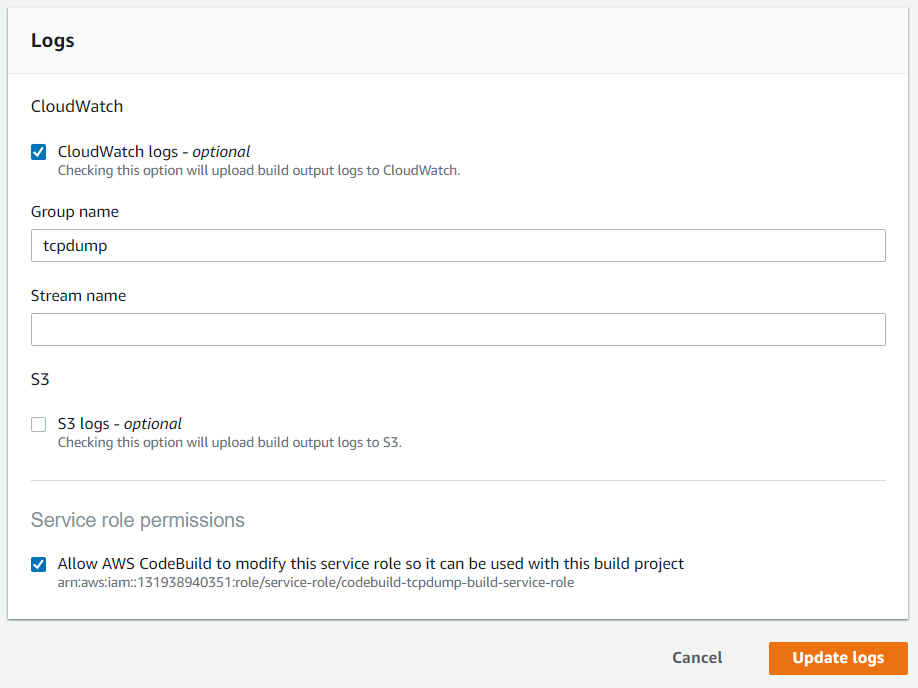 Logs
CloudWatch
CloudWatch logs - optional
Checking this option will upload build output logs to CloudWatch.
Group name
tcpdump
Stream name
S3
S3 logs - optional
Checking this option will upload build output logs to S3.
Service role permissions
Allow AWS CodeBuild to modify this service role so it can be used with this build project
arn:aws:iam::131938940351:role/service-role/codebuild-tcpdump-build-service-role
Cancel
Update logs